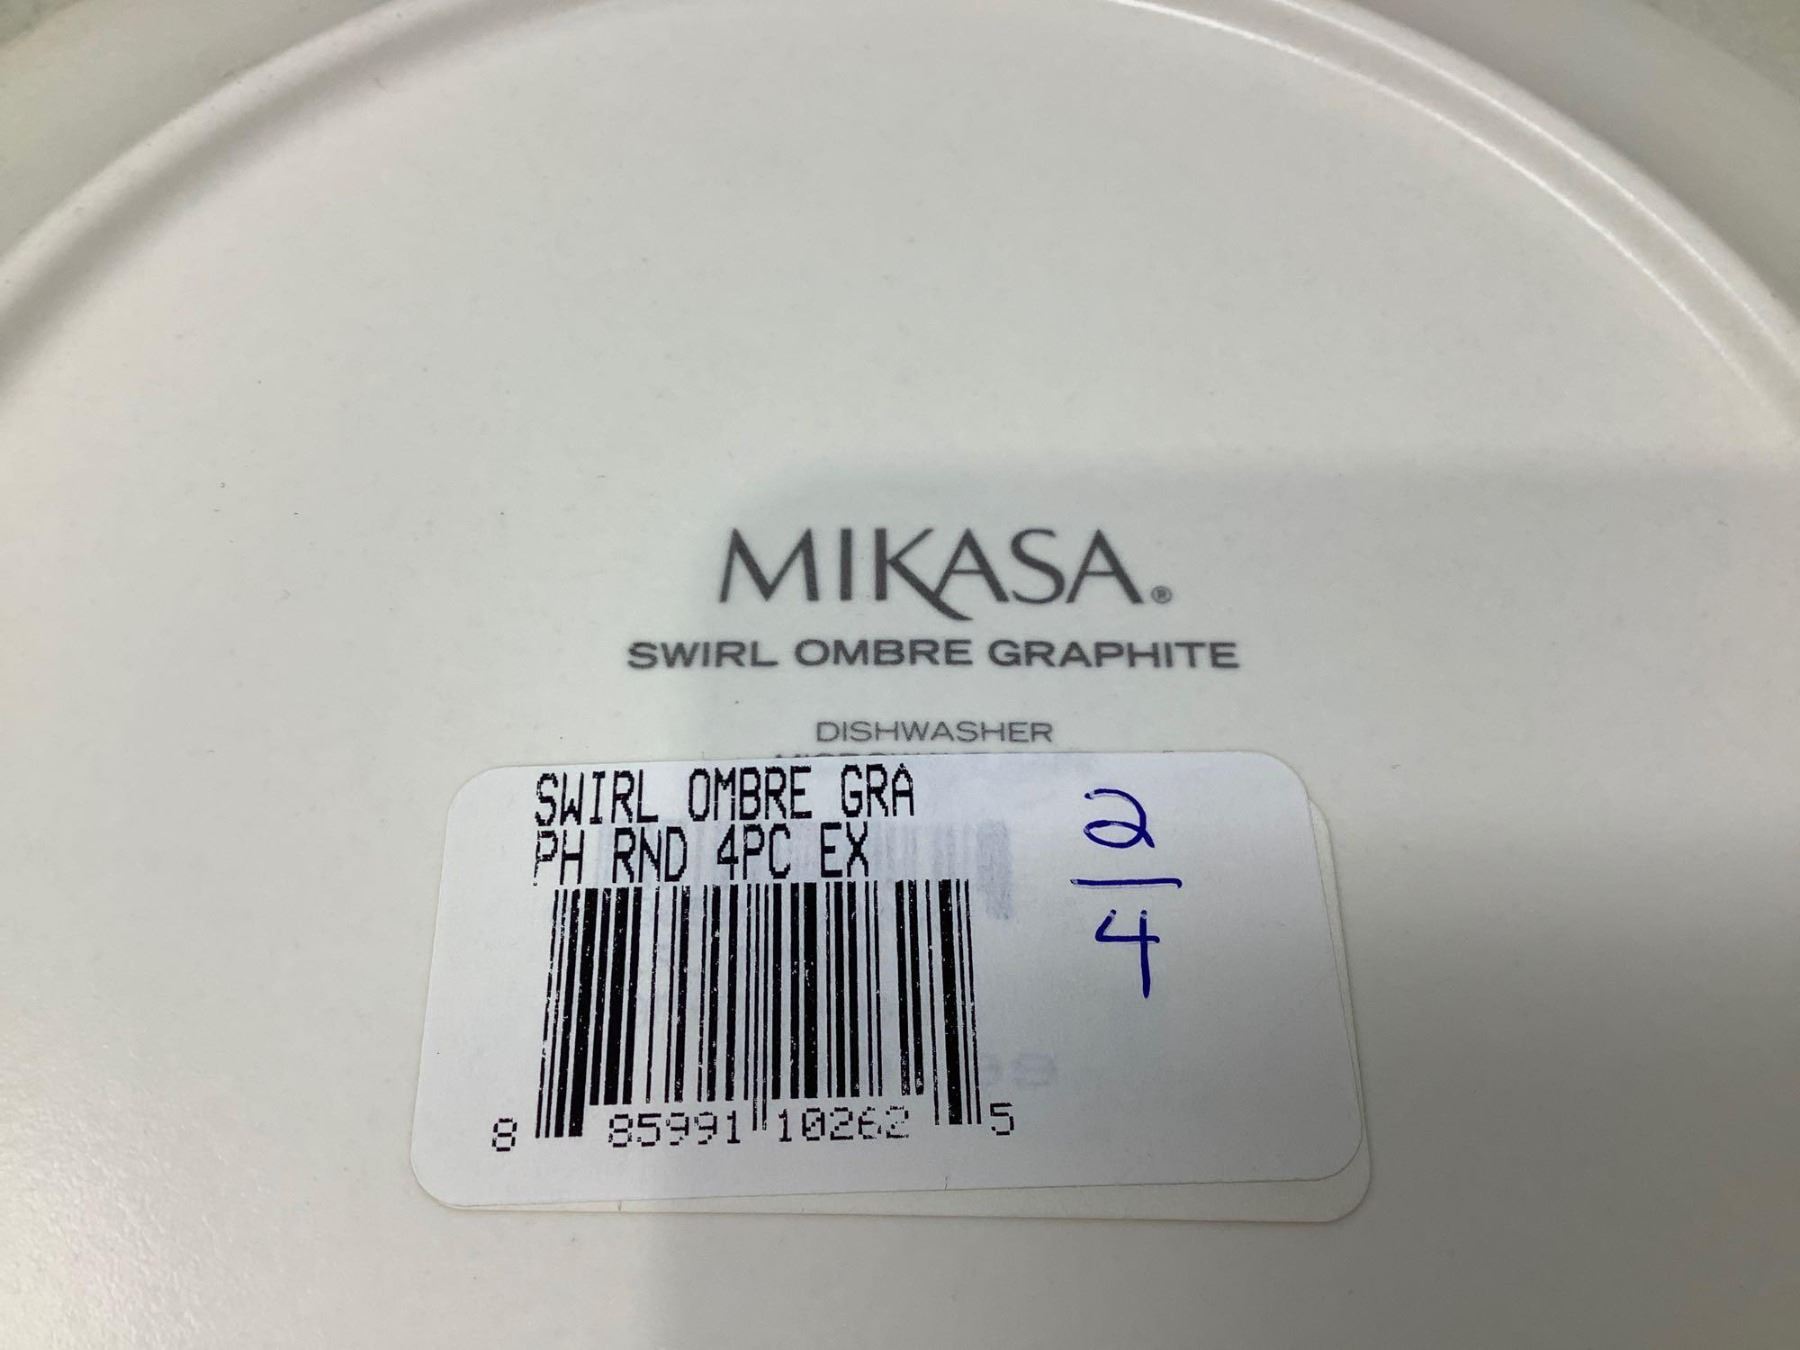 MIKASA®
SWIRL OMBRE GRAPHITE
DISHWASHER
SWIRL OMBRE GRA
PH RND 4PC EX
2
4
8 85991 10262 5